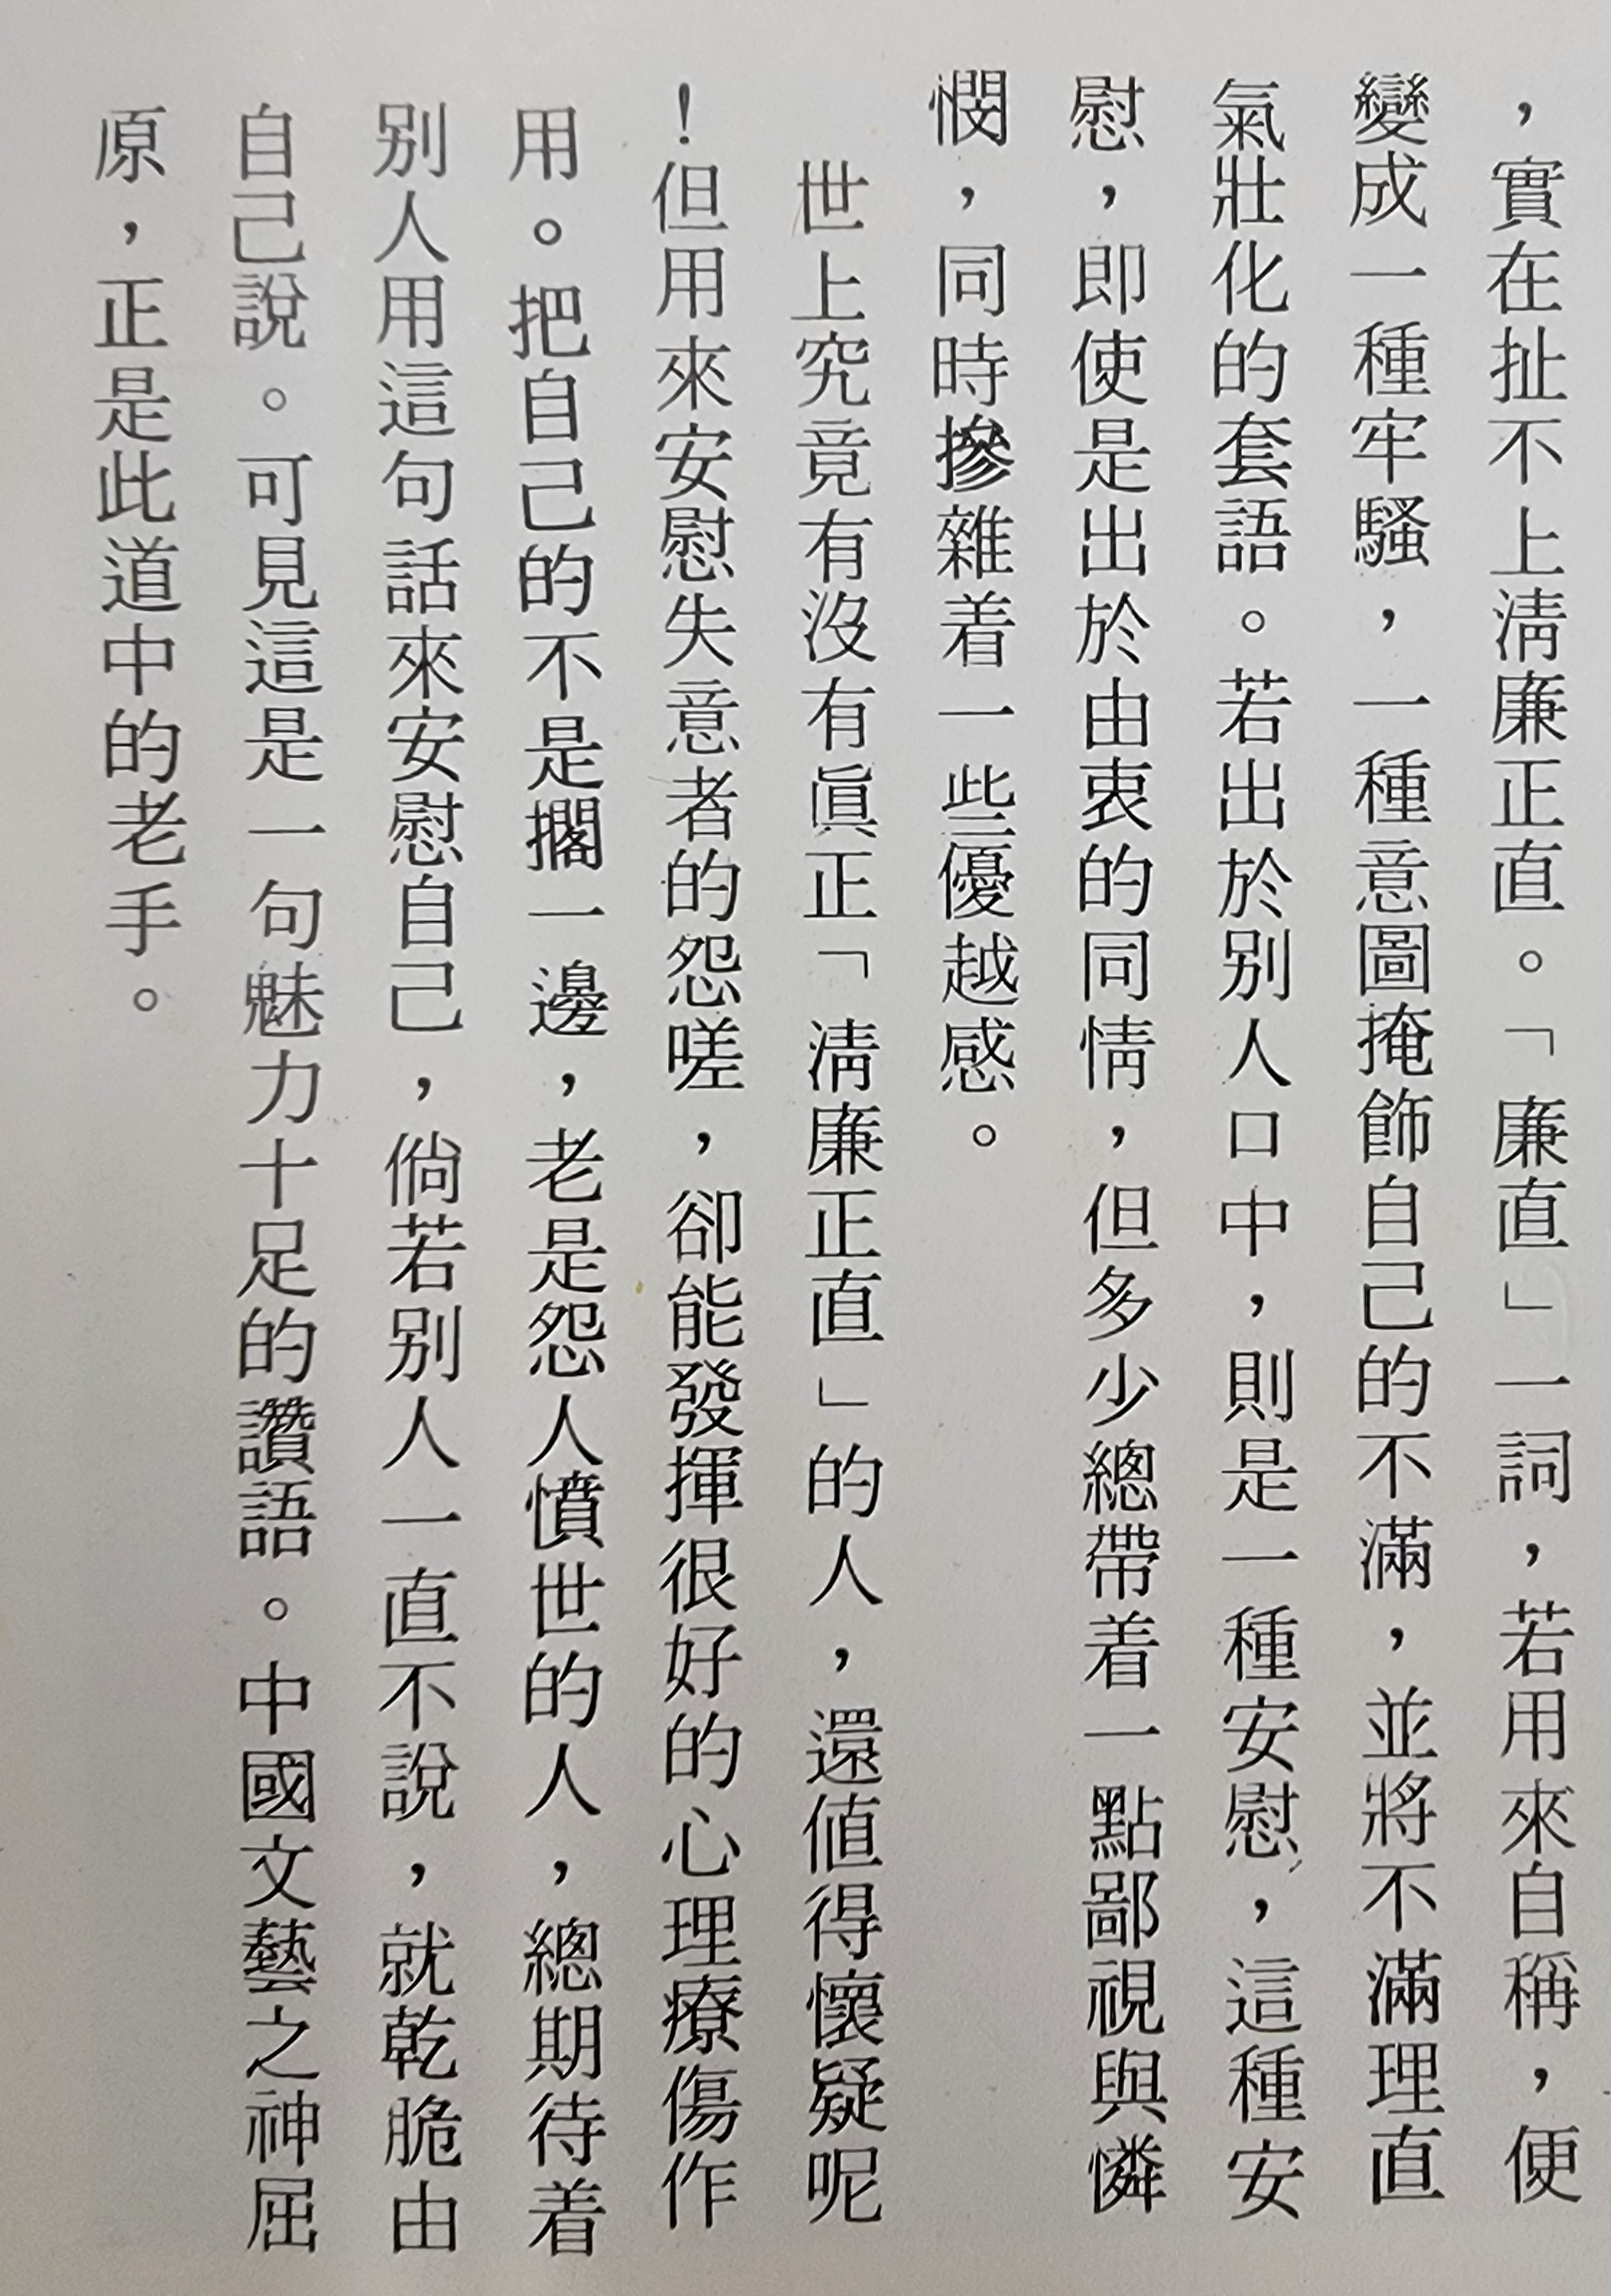 ，實在扯不上淸廉正直。「廉直」一詞，若用來自稱，便
變成一種牢騷，一種意圖掩飾自己的不滿，並將不滿理直
氣壯化的套語。若出於別人口中，則是一種安慰，這種安
慰，即使是出於由衷的同情，但多少總帶着一點鄙視與憐
憫，同時摻雜着一些優越感。
世上究竟有沒有眞正「淸廉正直」的人，還値得懷疑呢
！但用來安慰失意者的怨嗟，卻能發揮很好的心理療傷作
用。把自己的不是擱一邊，老是怨人憤世的人，總期待着
別人用這句話來安慰自己，倘若別人一直不說，就乾脆由
自己說。可見這是一句魅力十足的讚語。中國文藝之神屈
原，正是此道中的老手。